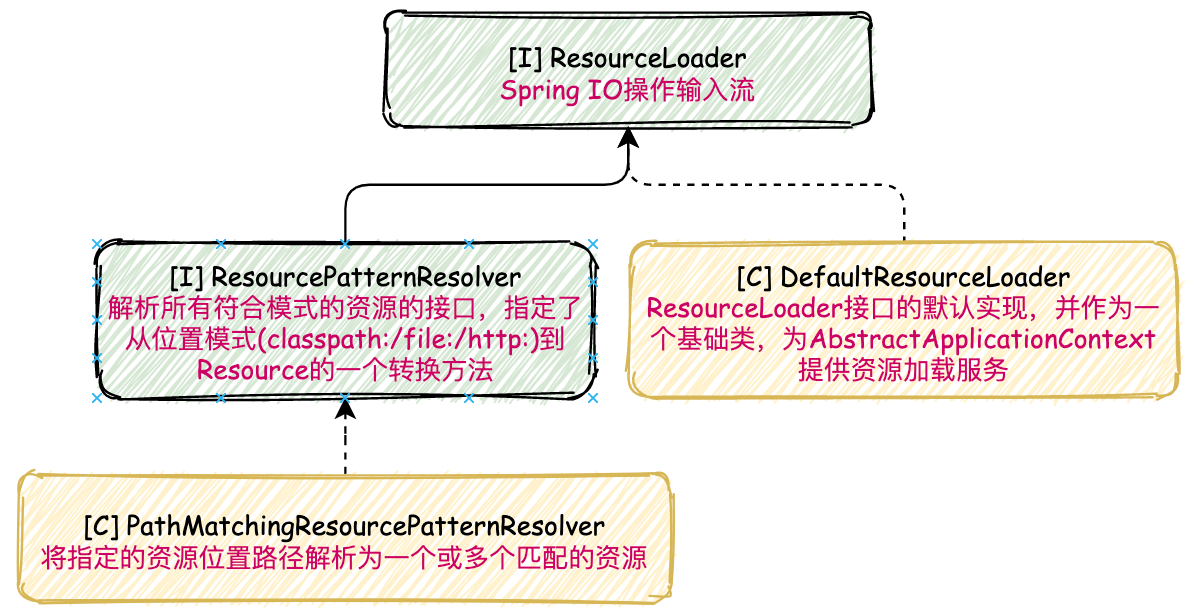 [I] ResourceLoader
Spring IO操作输入流
[I] ResourcePatternResolver
解析所有符合模式的资源的接口，指定了
从位置模式(classpath:/file:/http:)到
Resource的一个转换方法
[C] DefaultResourceLoader
ResourceLoader接口的默认实现，并作为一
个基础类，为AbstractApplicationContext
提供资源加载服务
[C] PathMatchingResourcePatternResolver
将指定的资源位置路径解析为一个或多个匹配的资源